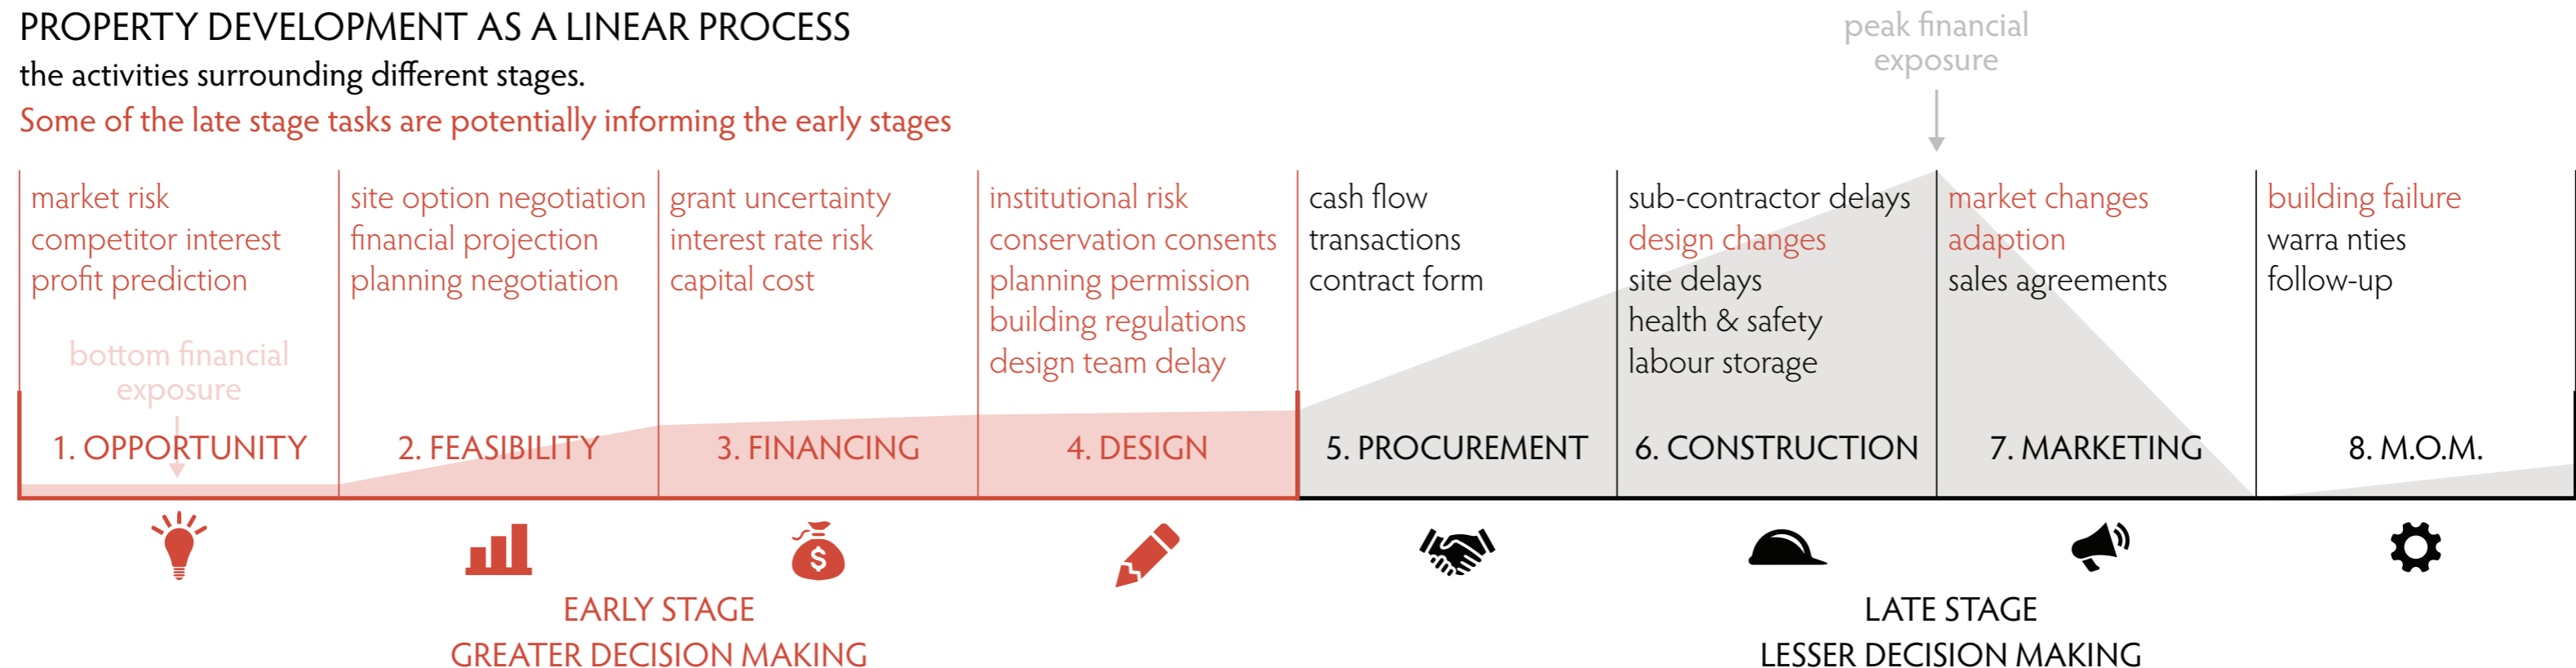 PROPERTY DEVELOPMENT AS A LINEAR PROCESS
the activities surrounding different stages.
Some of the late stage tasks are potentially informing the early stages
peak financial
exposure
market risk
competitor interest
profit prediction
bottom financial
exposure
1. OPPORTUNITY
site option negotiation
financial projection
planning negotiation
2. FEASIBILITY
grant uncertainty
interest rate risk
capital cost
3. FINANCING
institutional risk
conservation consents
planning permission
building regulations
design team delay
4. DESIGN
cash flow
transactions
contract form
5. PROCUREMENT
sub-contractor delays
design changes
site delays
health & safety
labour storage
6. CONSTRUCTION
market changes
adaption
sales agreements
7. MARKETING
building failure
warra nties
follow-up
8. M.O.M.
$
EARLY STAGE
GREATER DECISION MAKING
LATE STAGE
LESSER DECISION MAKING